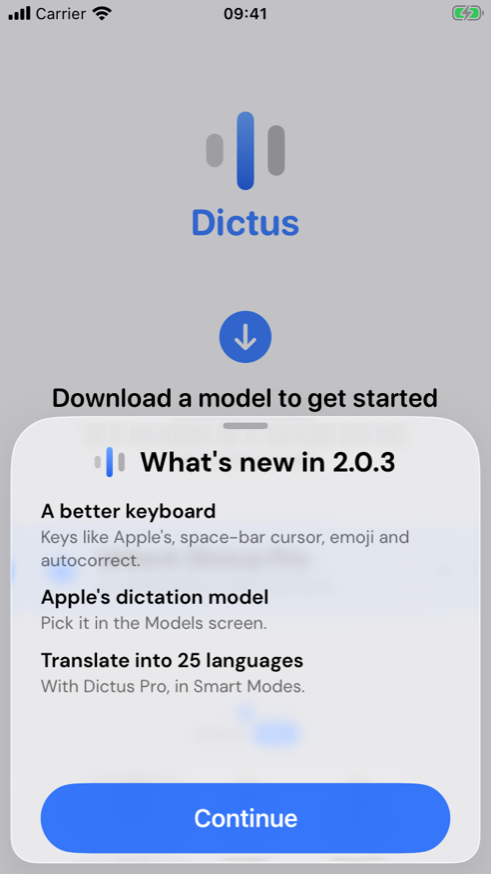 Carrier
09:41
Dictus
Download a model to get started
What's new in 2.0.3
A better keyboard
Keys like Apple's, space-bar cursor, emoji and
autocorrect.
Apple's dictation model
Pick it in the Models screen.
Translate into 25 languages
With Dictus Pro, in Smart Modes.
Continue